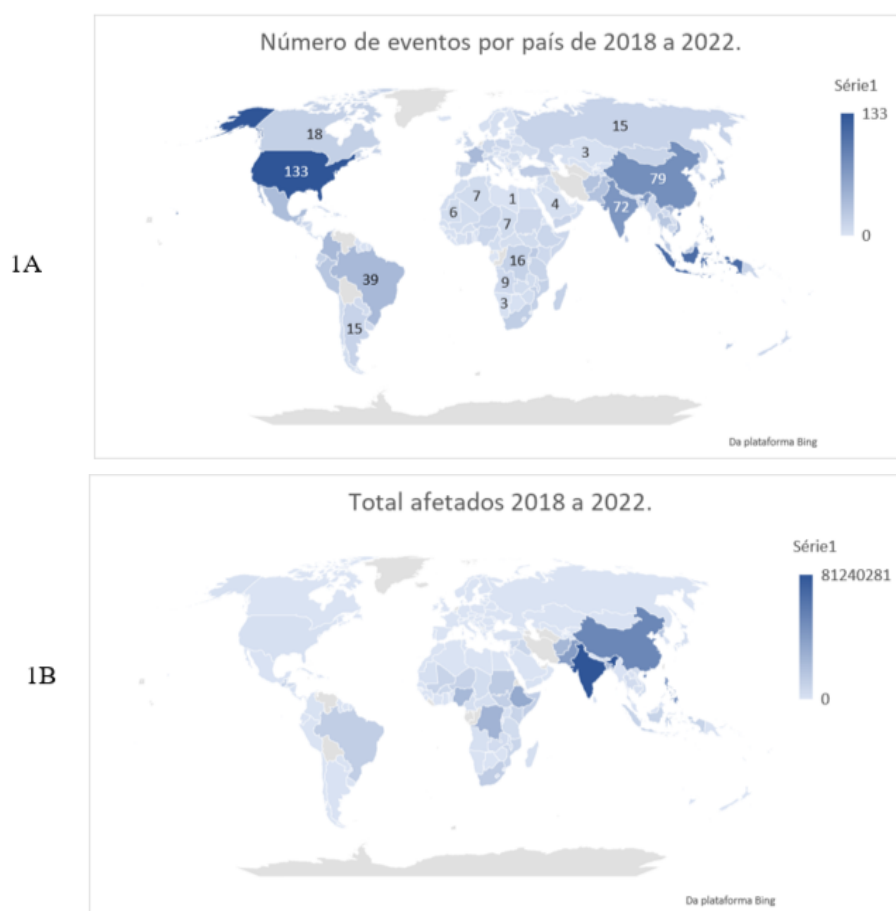 1A
Número de eventos por país de 2018 a 2022.
Série1
133
0
18
15
133
3
79
7
1
6
4
72
7
16
39
9
3
15
Da plataforma Bing
1B
Total afetados 2018 a 2022.
Série1
81240281
0
Da plataforma Bing